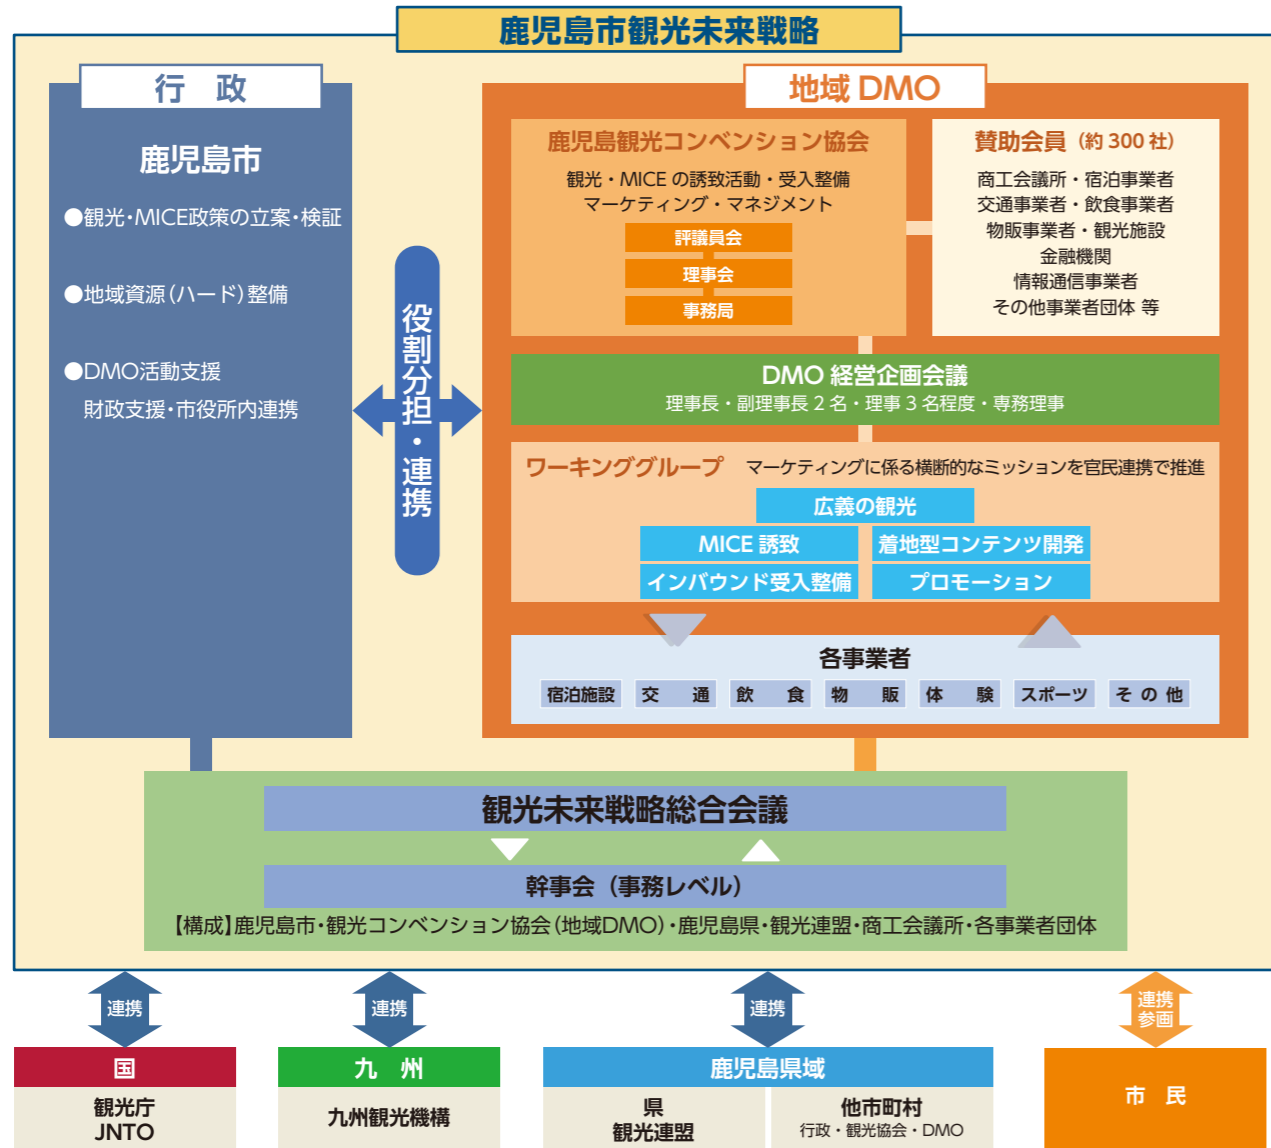 鹿児島市観光未来戦略
行 政
鹿児島市
●観光・MICE政策の立案・検証
●地域資源(ハード)整備
●DMO活動支援
財政支援・市役所内連携
役割分担・連携
地域 DMO
鹿児島観光コンベンション協会
観光・MICE の誘致活動・受入整備
マーケティング・マネジメント
評議員会
理事会
事務局
賛助会員（約 300 社）
商工会議所・宿泊事業者
交通事業者・飲食事業者
物販事業者・観光施設
金融機関
情報通信事業者
その他事業者団体 等
DMO 経営企画会議
理事長・副理事長 2 名・理事 3 名程度・専務理事
ワーキンググループ マーケティングに係る横断的なミッションを官民連携で推進
広義の観光
MICE 誘致 着地型コンテンツ開発
インバウンド受入整備 プロモーション
各事業者
宿泊施設 交 通 飲 食 物 販 体 験 スポーツ その他
観光未来戦略総合会議
幹事会（事務レベル）
【構成】鹿児島市・観光コンベンション協会(地域DMO)・鹿児島県・観光連盟・商工会議所・各事業者団体
連携
連携
連携
連携
参画
国
観光庁
JNTO
九 州
九州観光機構
鹿児島県域
県
観光連盟
他市町村
行政・観光協会・DMO
市 民